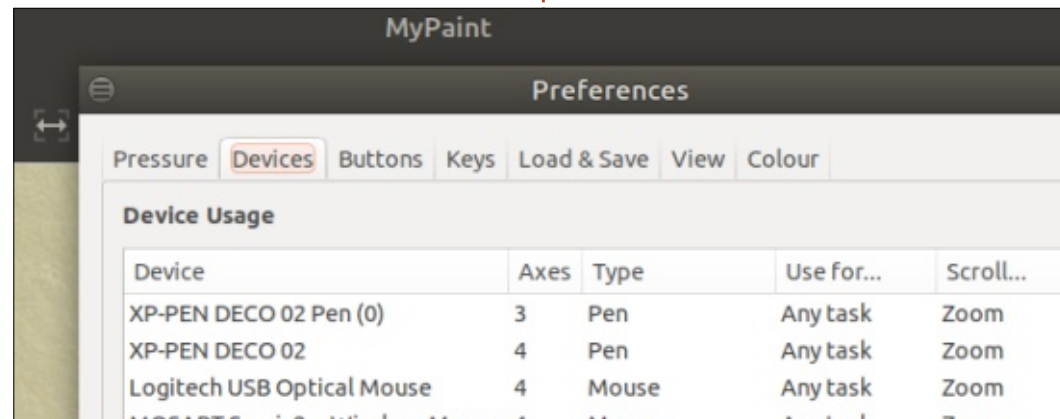 MyPaint
Preferences
Pressure Devices Buttons Keys Load & Save View Colour
Device Usage
Device Axes Type Use for... Scroll...
XP-PEN DECO 02 Pen (0) 3 Pen Any task Zoom
XP-PEN DECO 02 4 Pen Any task Zoom
Logitech USB Optical Mouse 4 Mouse Any task Zoom